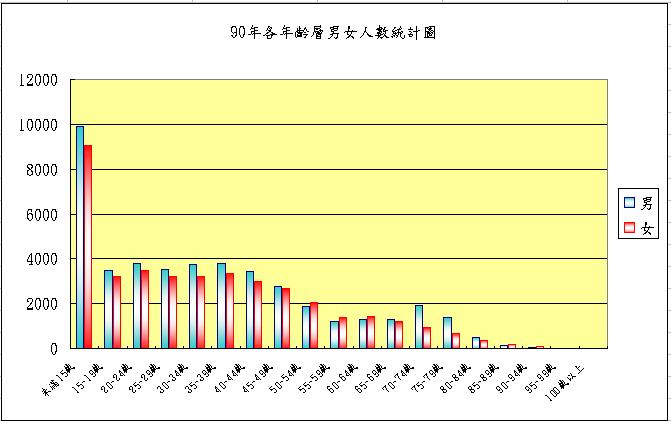 90年各年齡層男女人數統計圖
12000
10000
8000
6000
4000
2000
0
未滿15歲
15-19歲
20-24歲
25-29歲
30-34歲
35-39歲
40-44歲
45-49歲
50-54歲
55-59歲
60-64歲
65-69歲
70-74歲
75-79歲
80-84歲
85-89歲
90-94歲
95-99歲
100歲以上
男
女